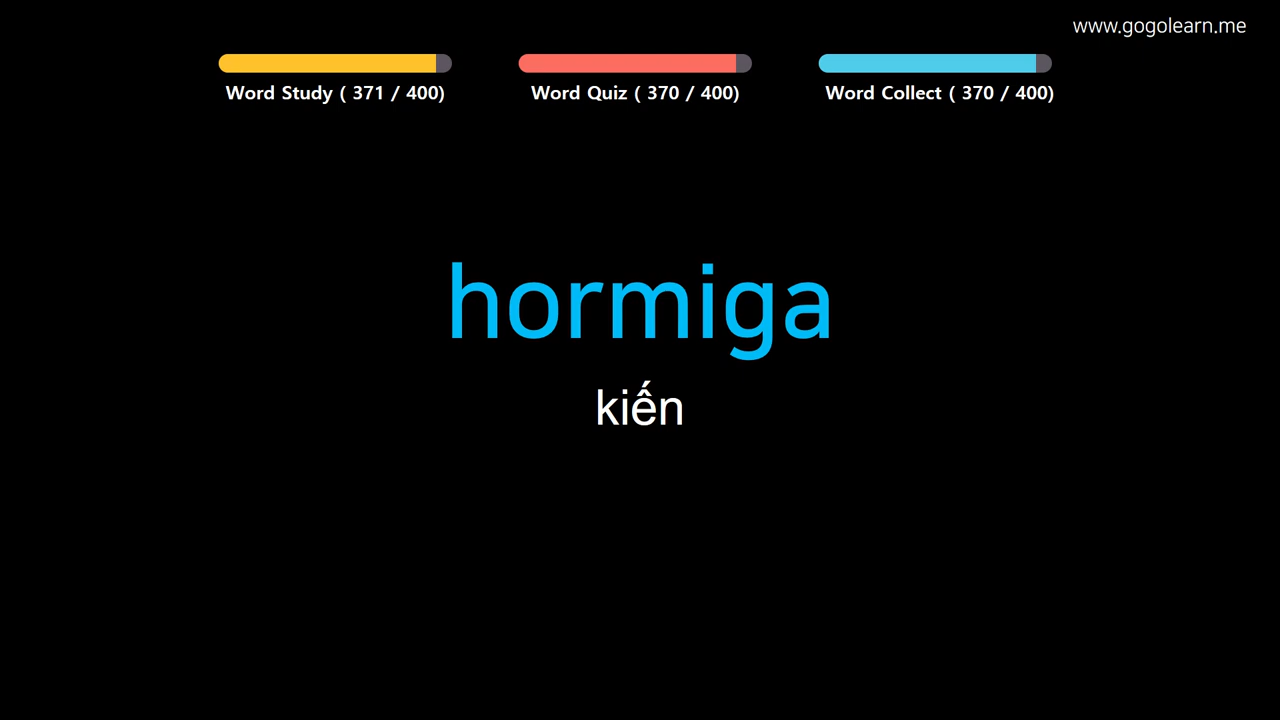 www.gogolearn.me
Word Study ( 371 / 400)
Word Quiz ( 370 / 400)
Word Collect ( 370 / 400)
hormiga
kiến